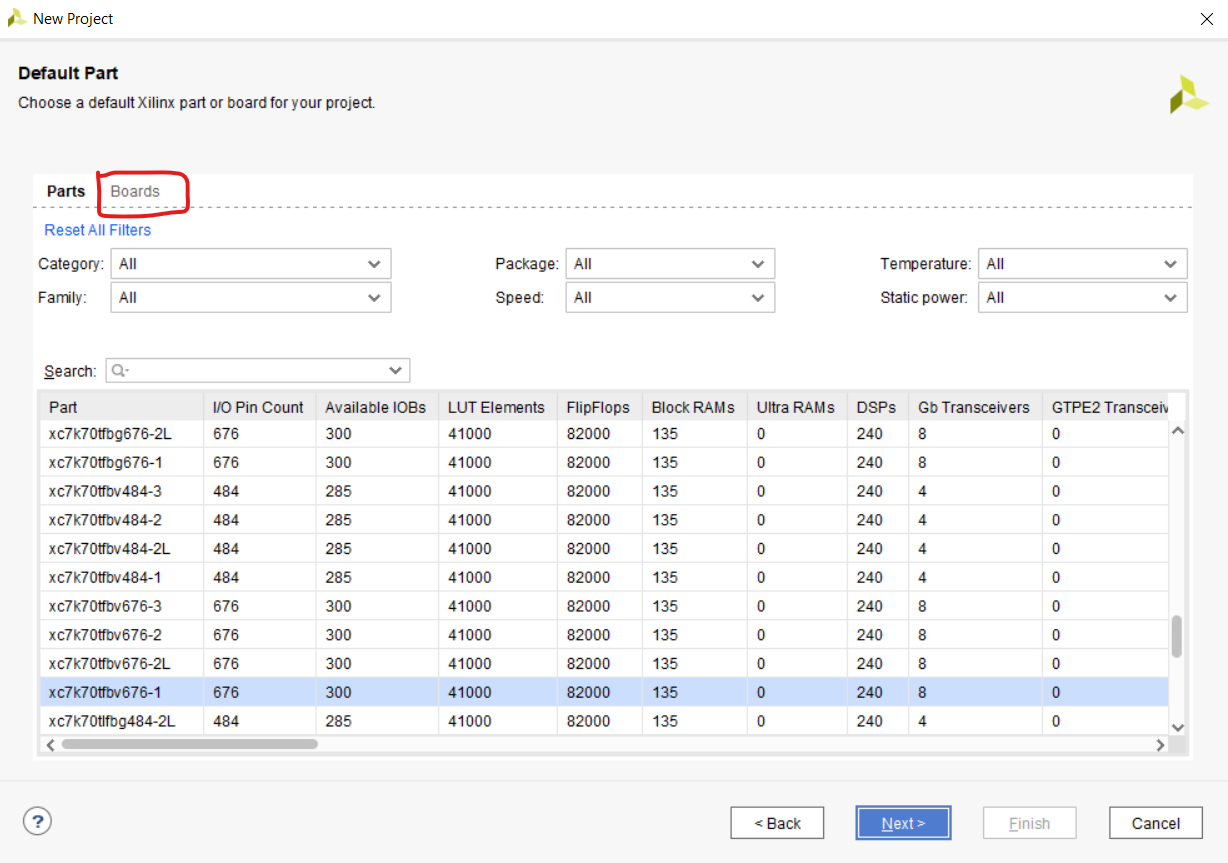 New Project
Default Part
Choose a default Xilinx part or board for your project.
Parts Boards
Reset All Filters
Category: All Package: All Temperature: All
Family: All Speed: All Static power: All
Search:
Part I/O Pin Count Available IOBs LUT Elements FlipFlops Block RAMs Ultra RAMs DSPs Gb Transceivers GTPE2 Transceiv
xc7k70tfbg676-2L 676 300 41000 82000 135 0 240 8 0
xc7k70tfbg676-1 676 300 41000 82000 135 0 240 8 0
xc7k70tfbv484-3 484 285 41000 82000 135 0 240 4 0
xc7k70tfbv484-2 484 285 41000 82000 135 0 240 4 0
xc7k70tfbv484-2L 484 285 41000 82000 135 0 240 4 0
xc7k70tfbv484-1 484 285 41000 82000 135 0 240 4 0
xc7k70tfbv676-3 676 300 41000 82000 135 0 240 8 0
xc7k70tfbv676-2 676 300 41000 82000 135 0 240 8 0
xc7k70tfbv676-2L 676 300 41000 82000 135 0 240 8 0
xc7k70tfbv676-1 676 300 41000 82000 135 0 240 8 0
xc7k70tlfbg484-2L 484 285 41000 82000 135 0 240 4 0
? < Back Next > Finish Cancel